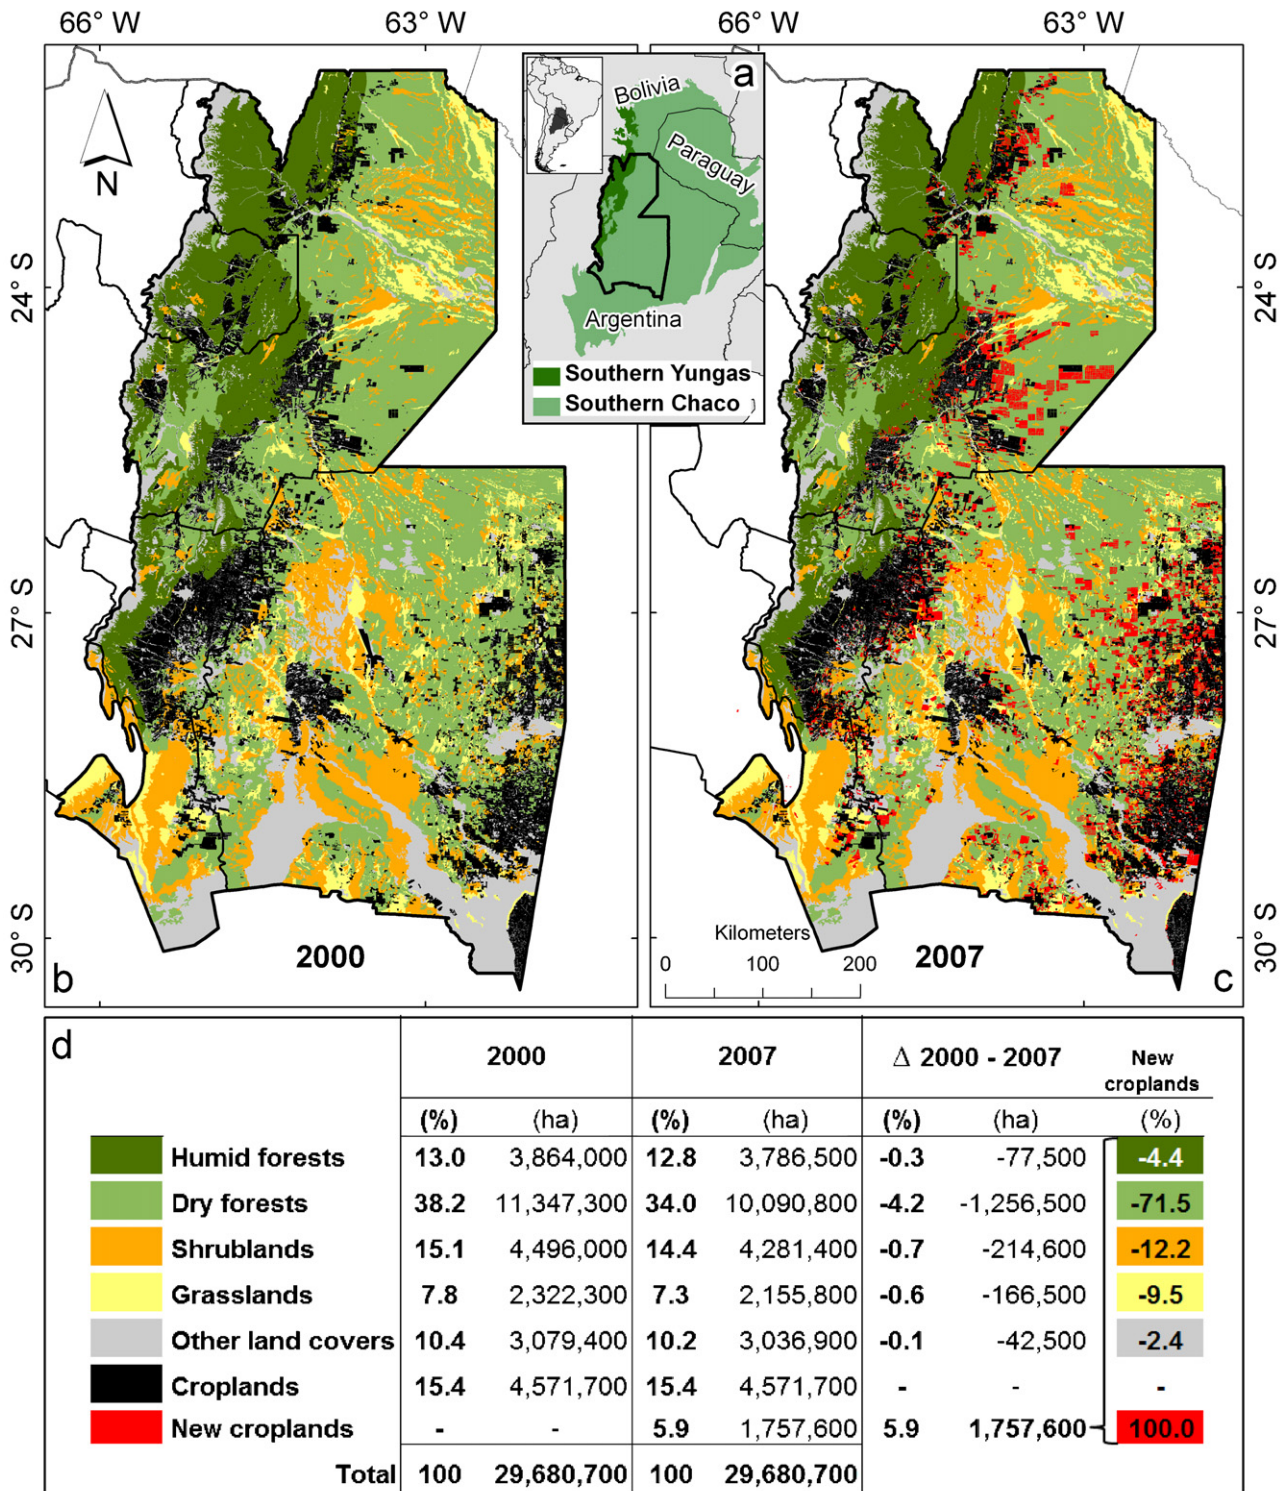 66° W 63° W 66° W 63° W
a
Bolivia
Paraguay
Argentina
Southern Yungas
Southern Chaco
N
24° S 24° S
27° S 27° S
30° S 30° S
Kilometers
0 100 200
b 2000 2007 c
d
2000 2007 Δ 2000 - 2007 New croplands
(%) (ha) (%) (ha) (%) (ha) (%)
Humid forests 13.0 3,864,000 12.8 3,786,500 -0.3 -77,500 -4.4
Dry forests 38.2 11,347,300 34.0 10,090,800 -4.2 -1,256,500 -71.5
Shrublands 15.1 4,496,000 14.4 4,281,400 -0.7 -214,600 -12.2
Grasslands 7.8 2,322,300 7.3 2,155,800 -0.6 -166,500 -9.5
Other land covers 10.4 3,079,400 10.2 3,036,900 -0.1 -42,500 -2.4
Croplands 15.4 4,571,700 15.4 4,571,700 - - -
New croplands - - 5.9 1,757,600 5.9 1,757,600 100.0
Total 100 29,680,700 100 29,680,700